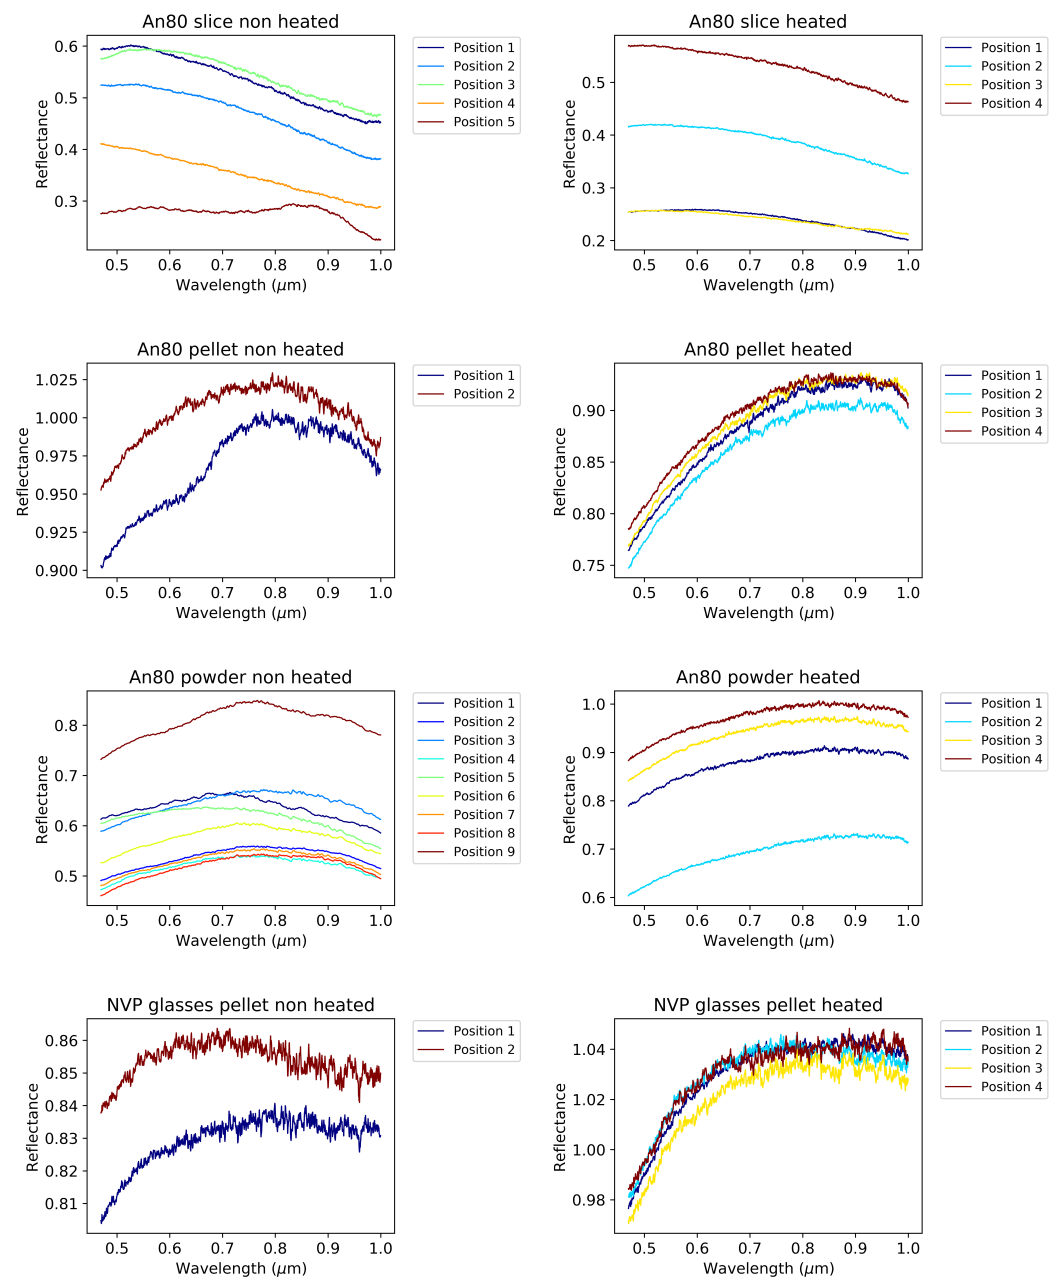 An80 slice non heated
Reflectance
0.6
0.5
0.4
0.3
0.5 0.6 0.7 0.8 0.9 1.0
Wavelength (μm)
Position 1
Position 2
Position 3
Position 4
Position 5
An80 slice heated
Reflectance
0.5
0.4
0.3
0.2
0.5 0.6 0.7 0.8 0.9 1.0
Wavelength (μm)
Position 1
Position 2
Position 3
Position 4
An80 pellet non heated
Reflectance
1.025
1.000
0.975
0.950
0.925
0.900
0.5 0.6 0.7 0.8 0.9 1.0
Wavelength (μm)
Position 1
Position 2
An80 pellet heated
Reflectance
0.90
0.85
0.80
0.75
0.5 0.6 0.7 0.8 0.9 1.0
Wavelength (μm)
Position 1
Position 2
Position 3
Position 4
An80 powder non heated
Reflectance
0.8
0.7
0.6
0.5
0.5 0.6 0.7 0.8 0.9 1.0
Wavelength (μm)
Position 1
Position 2
Position 3
Position 4
Position 5
Position 6
Position 7
Position 8
Position 9
An80 powder heated
Reflectance
1.0
0.9
0.8
0.7
0.6
0.5 0.6 0.7 0.8 0.9 1.0
Wavelength (μm)
Position 1
Position 2
Position 3
Position 4
NVP glasses pellet non heated
Reflectance
0.86
0.85
0.84
0.83
0.82
0.81
0.5 0.6 0.7 0.8 0.9 1.0
Wavelength (μm)
Position 1
Position 2
NVP glasses pellet heated
Reflectance
1.04
1.02
1.00
0.98
0.5 0.6 0.7 0.8 0.9 1.0
Wavelength (μm)
Position 1
Position 2
Position 3
Position 4